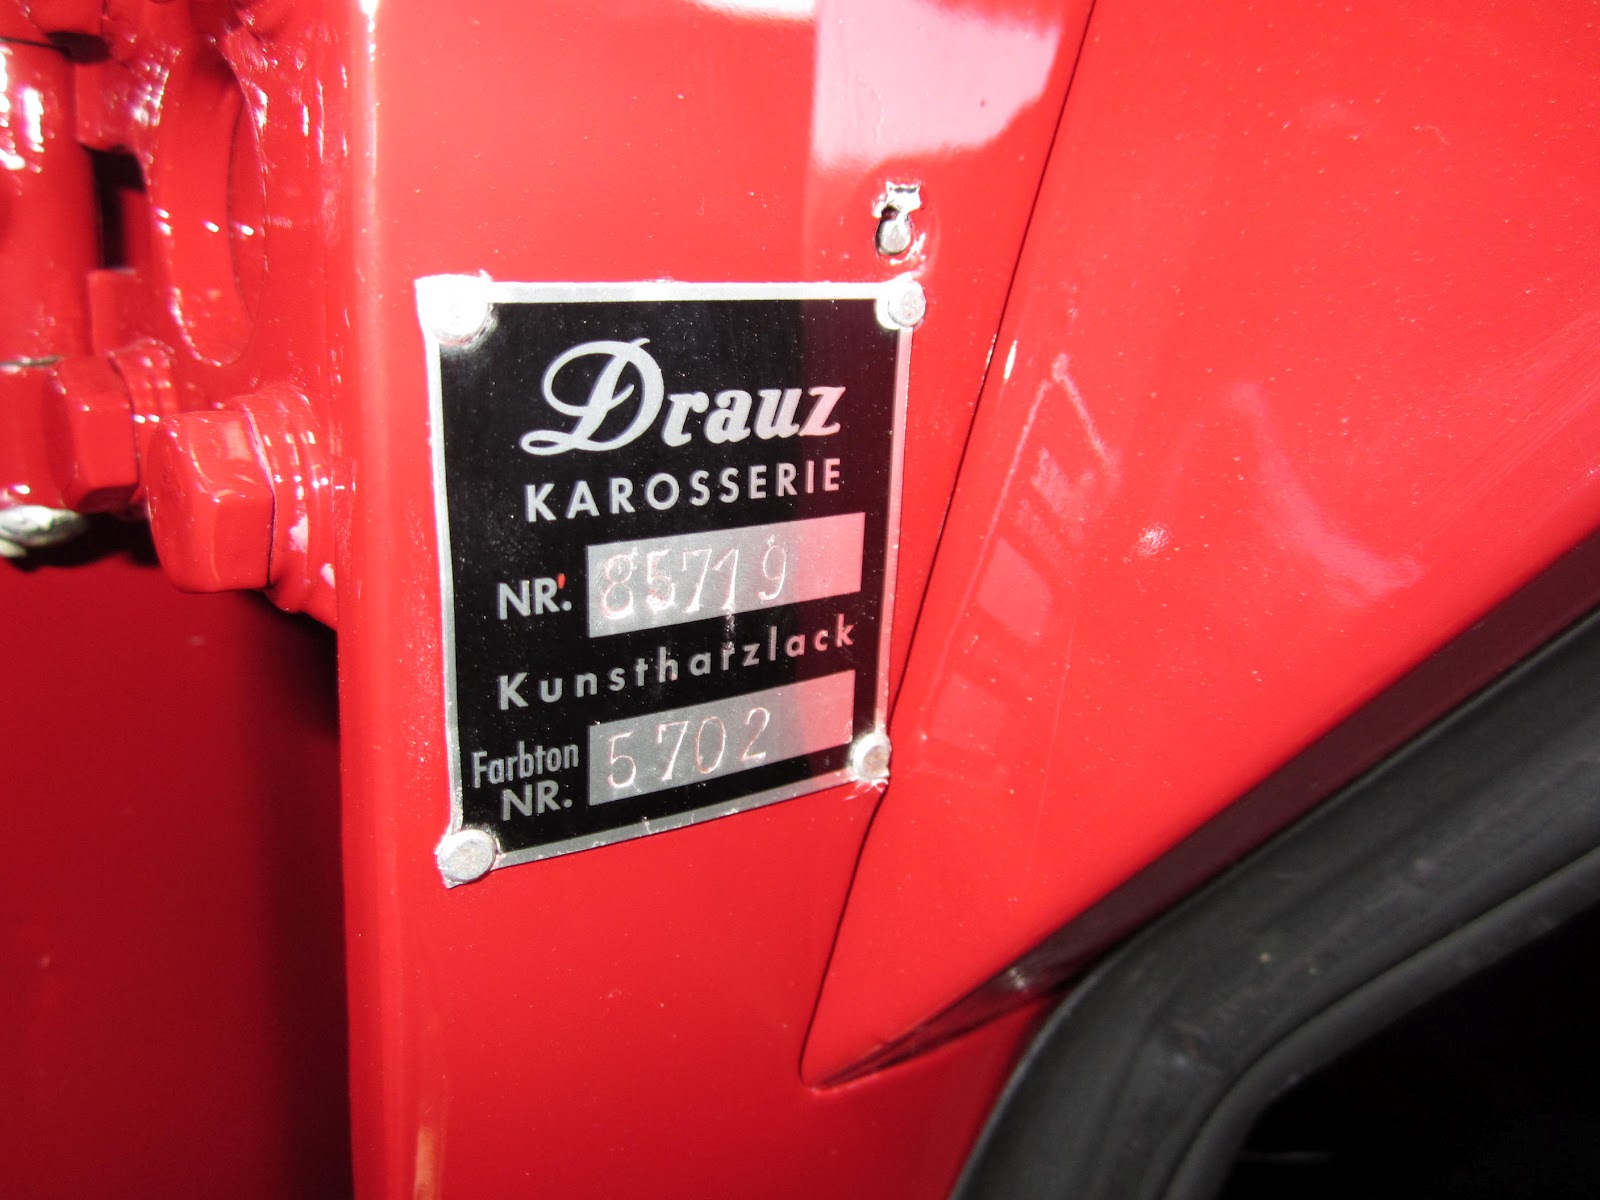 Drauz
KAROSSERIE
NR. 85719
Kunstharzlack
Farbton
NR. 5702